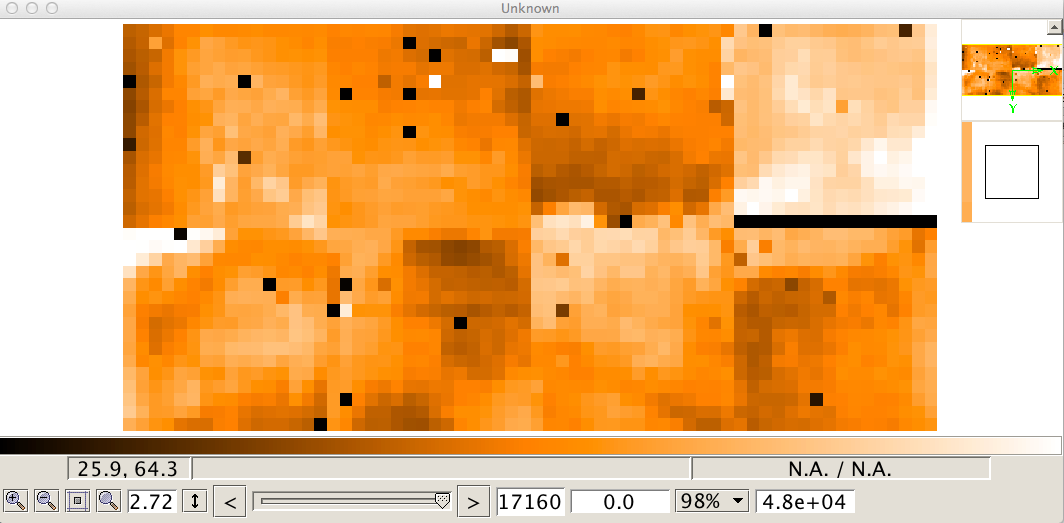 Unknown
X
Y
25.9, 64.3
N.A. / N.A.
2.72 < > 17160 0.0 98% 4.8e+04